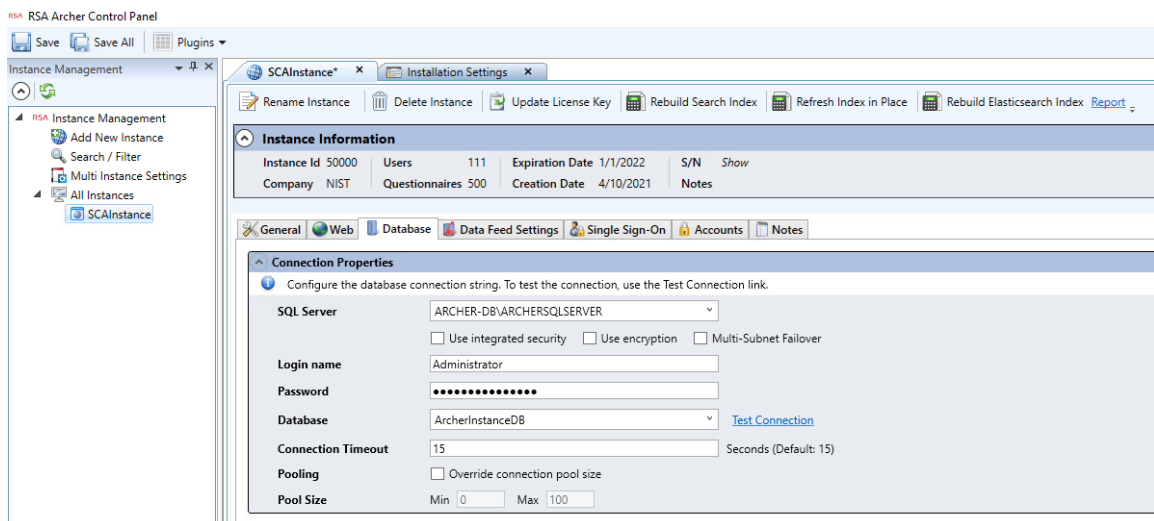 RSA RSA Archer Control Panel
Save Save All Plugins
Instance Management
SCAInstance* Installation Settings
Rename Instance Delete Instance Update License Key Rebuild Search Index Refresh Index in Place Rebuild Elasticsearch Index Report
RSA Instance Management
Add New Instance
Search / Filter
Multi Instance Settings
All Instances
SCAInstance
Instance Information
Instance Id 50000 Users 111 Expiration Date 1/1/2022 S/N Show
Company NIST Questionnaires 500 Creation Date 4/10/2021 Notes
General Web Database Data Feed Settings Single Sign-On Accounts Notes
Connection Properties
Configure the database connection string. To test the connection, use the Test Connection link.
SQL Server ARCHER-DB\ARCHERSQLSERVER
Use integrated security Use encryption Multi-Subnet Failover
Login name Administrator
Password ●●●●●●●●●●●●●●●
Database ArcherInstanceDB Test Connection
Connection Timeout 15 Seconds (Default: 15)
Pooling Override connection pool size
Pool Size Min 0 Max 100